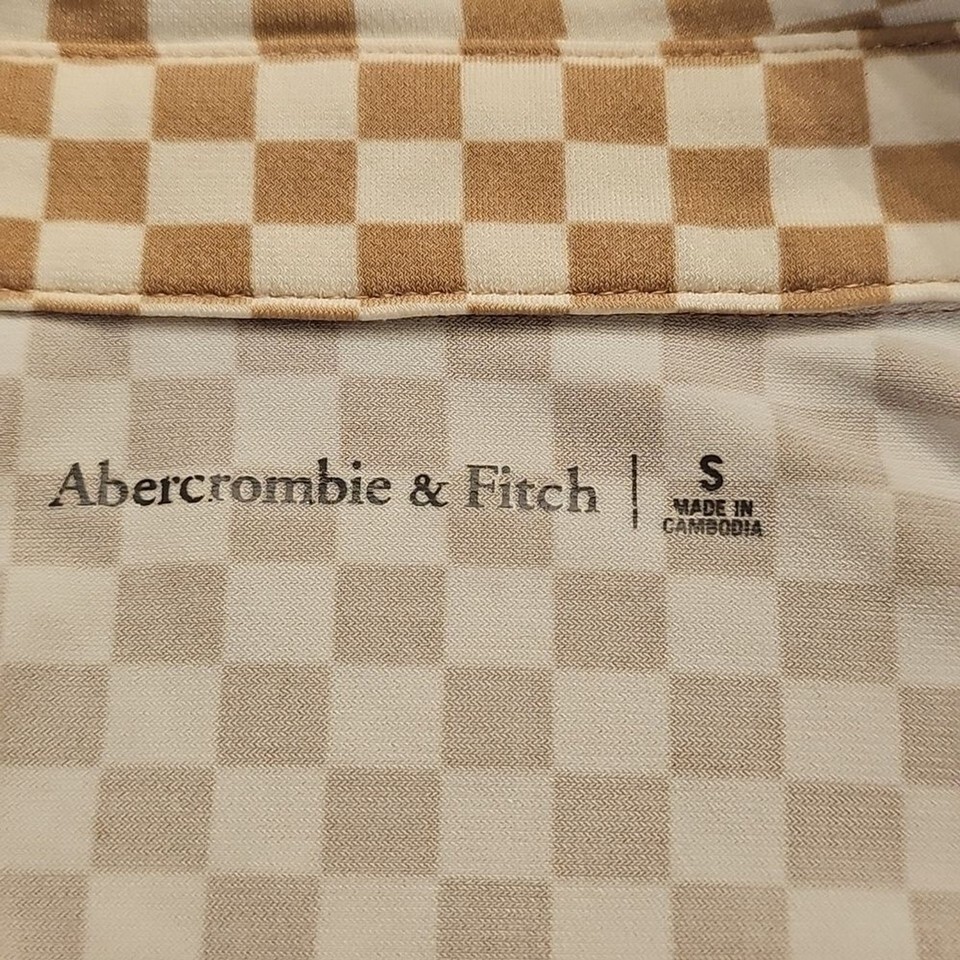 Abercrombie & Fitch | S
MADE IN
CAMBODIA